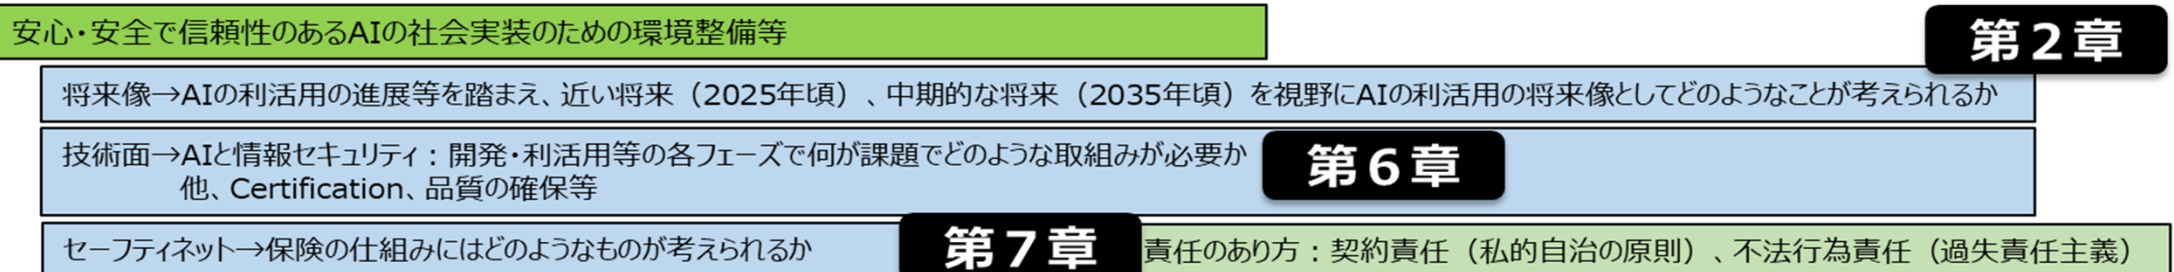 安心・安全で信頼性のあるAIの社会実装のための環境整備等
第２章
将来像→AIの利活用の進展等を踏まえ、近い将来（2025年頃）、中期的な将来（2035年頃）を視野にAIの利活用の将来像としてどのようなことが考えられるか
技術面→AIと情報セキュリティ：開発・利活用等の各フェーズで何が課題でどのような取組みが必要か
他、Certification、品質の確保等
第６章
セーフティネット→保険の仕組みにはどのようなものが考えられるか
第７章
責任のあり方：契約責任（私的自治の原則）、不法行為責任（過失責任主義）